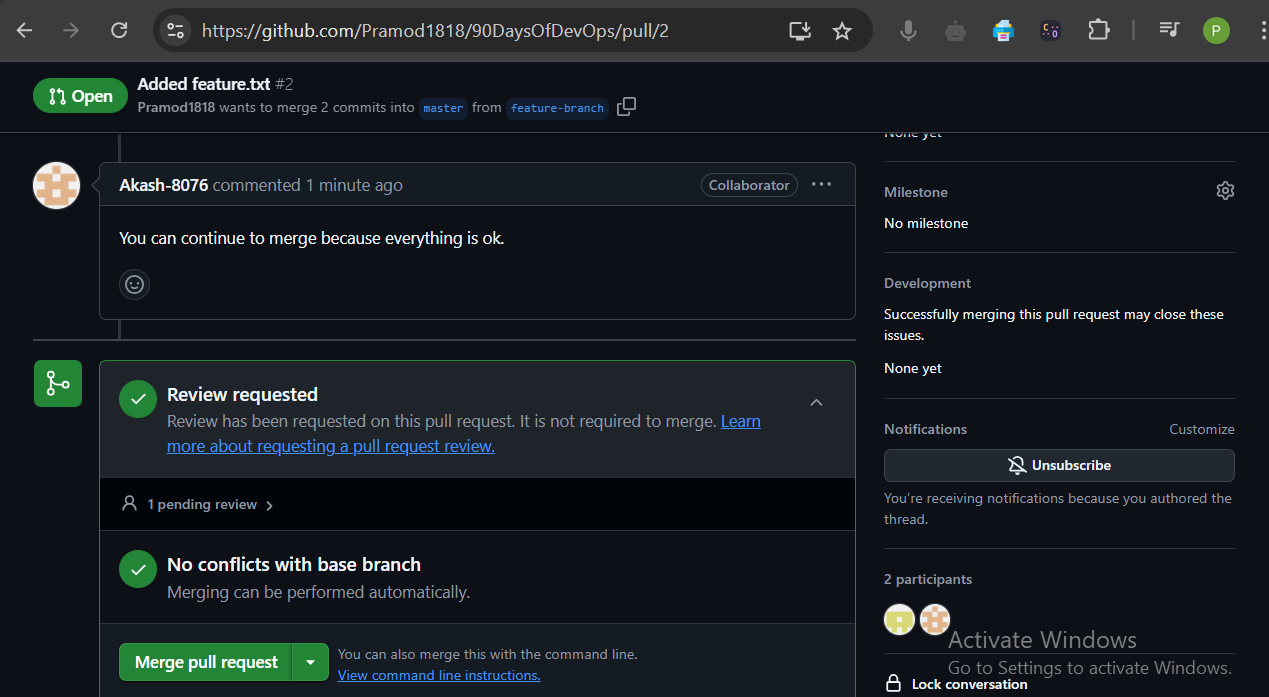 https://github.com/Pramod1818/90DaysOfDevOps/pull/2
P
Open
Added feature.txt #2
Pramod1818 wants to merge 2 commits into master from feature-branch
Akash-8076 commented 1 minute ago
Collaborator
You can continue to merge because everything is ok.
Review requested
Review has been requested on this pull request. It is not required to merge. Learn
more about requesting a pull request review.
1 pending review
No conflicts with base branch
Merging can be performed automatically.
Merge pull request
You can also merge this with the command line.
View command line instructions.
None yet
Milestone
No milestone
Development
Successfully merging this pull request may close these
issues.
None yet
Notifications
Customize
Unsubscribe
You're receiving notifications because you authored the
thread.
2 participants
Activate Windows
Go to Settings to activate Windows.
Lock conversation